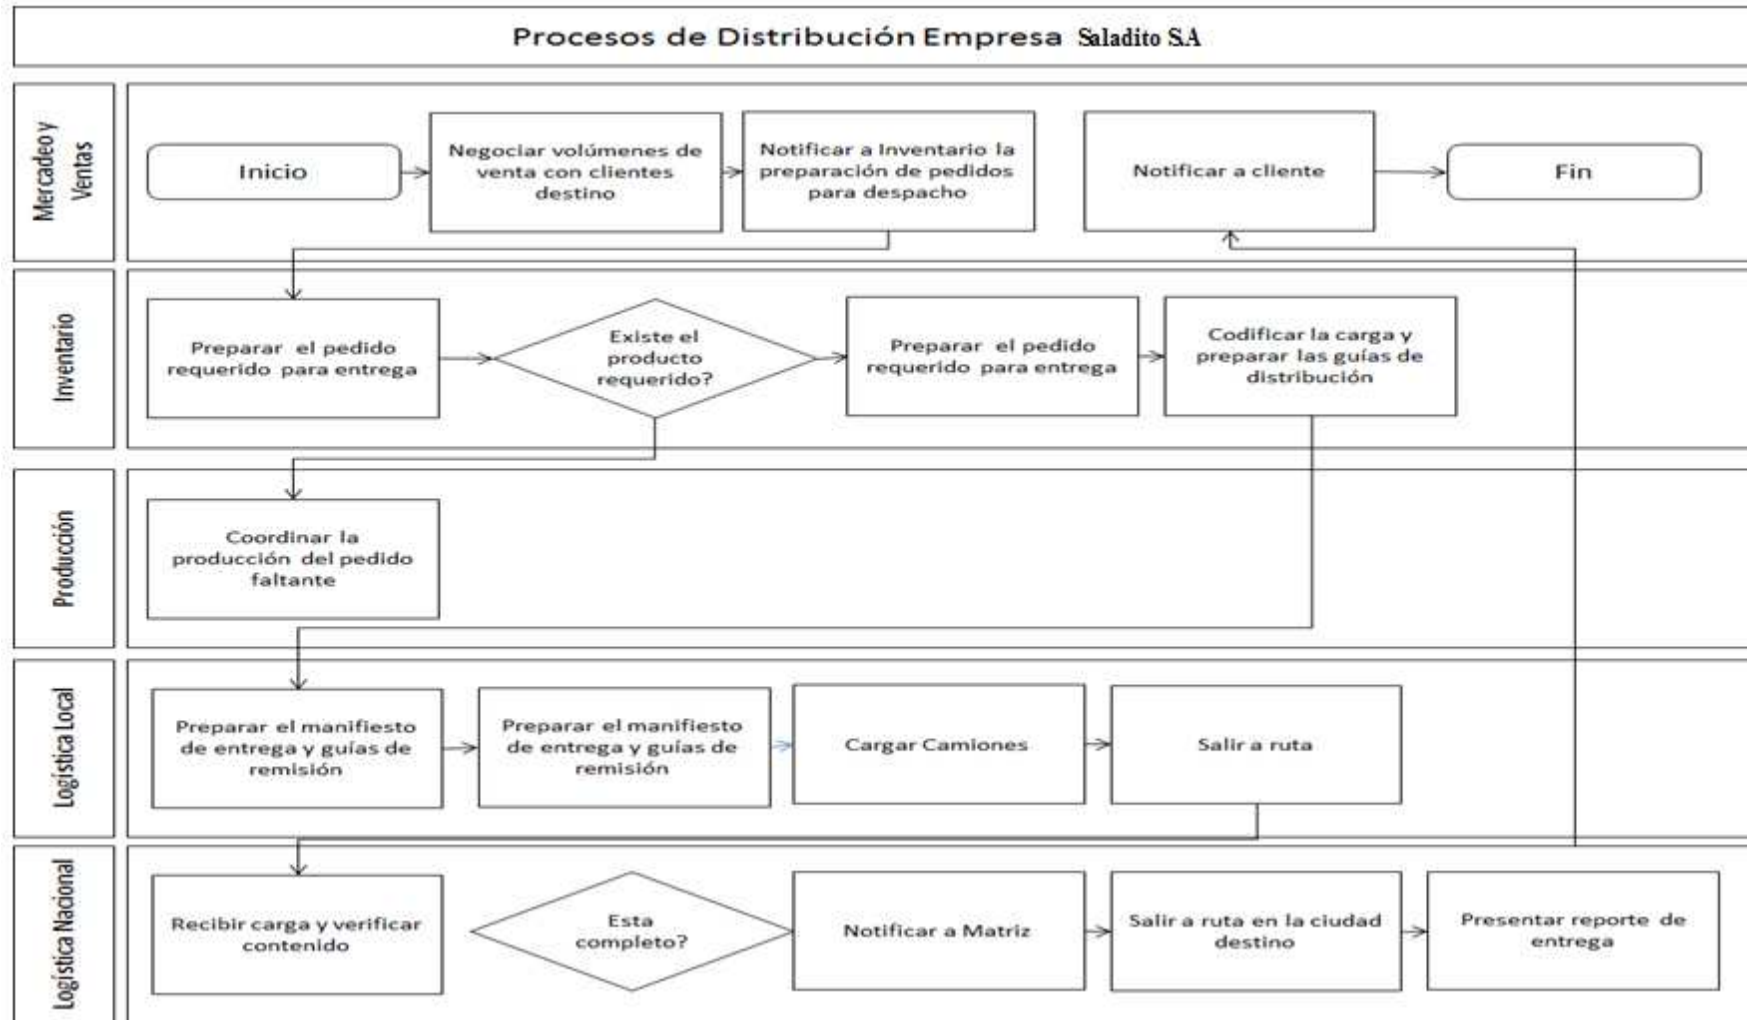 Procesos de Distribución Empresa Saladito S.A
Mercadeo y
Ventas
Inicio
Negociar volúmenes de
venta con clientes
destino
Notificar a Inventario la
preparación de pedidos
para despacho
Notificar a cliente
Fin
Inventario
Preparar el pedido
requerido para entrega
Existe el
producto
requerido?
Preparar el pedido
requerido para entrega
Codificar la carga y
preparar las guías de
distribución
Producción
Coordinar la
producción del pedido
faltante
Logística Local
Preparar el manifiesto
de entrega y guías de
remisión
Preparar el manifiesto
de entrega y guías de
remisión
Cargar Camiones
Salir a ruta
Logística Nacional
Recibir carga y verificar
contenido
Esta
completo?
Notificar a Matriz
Salir a ruta en la ciudad
destino
Presentar reporte de
entrega